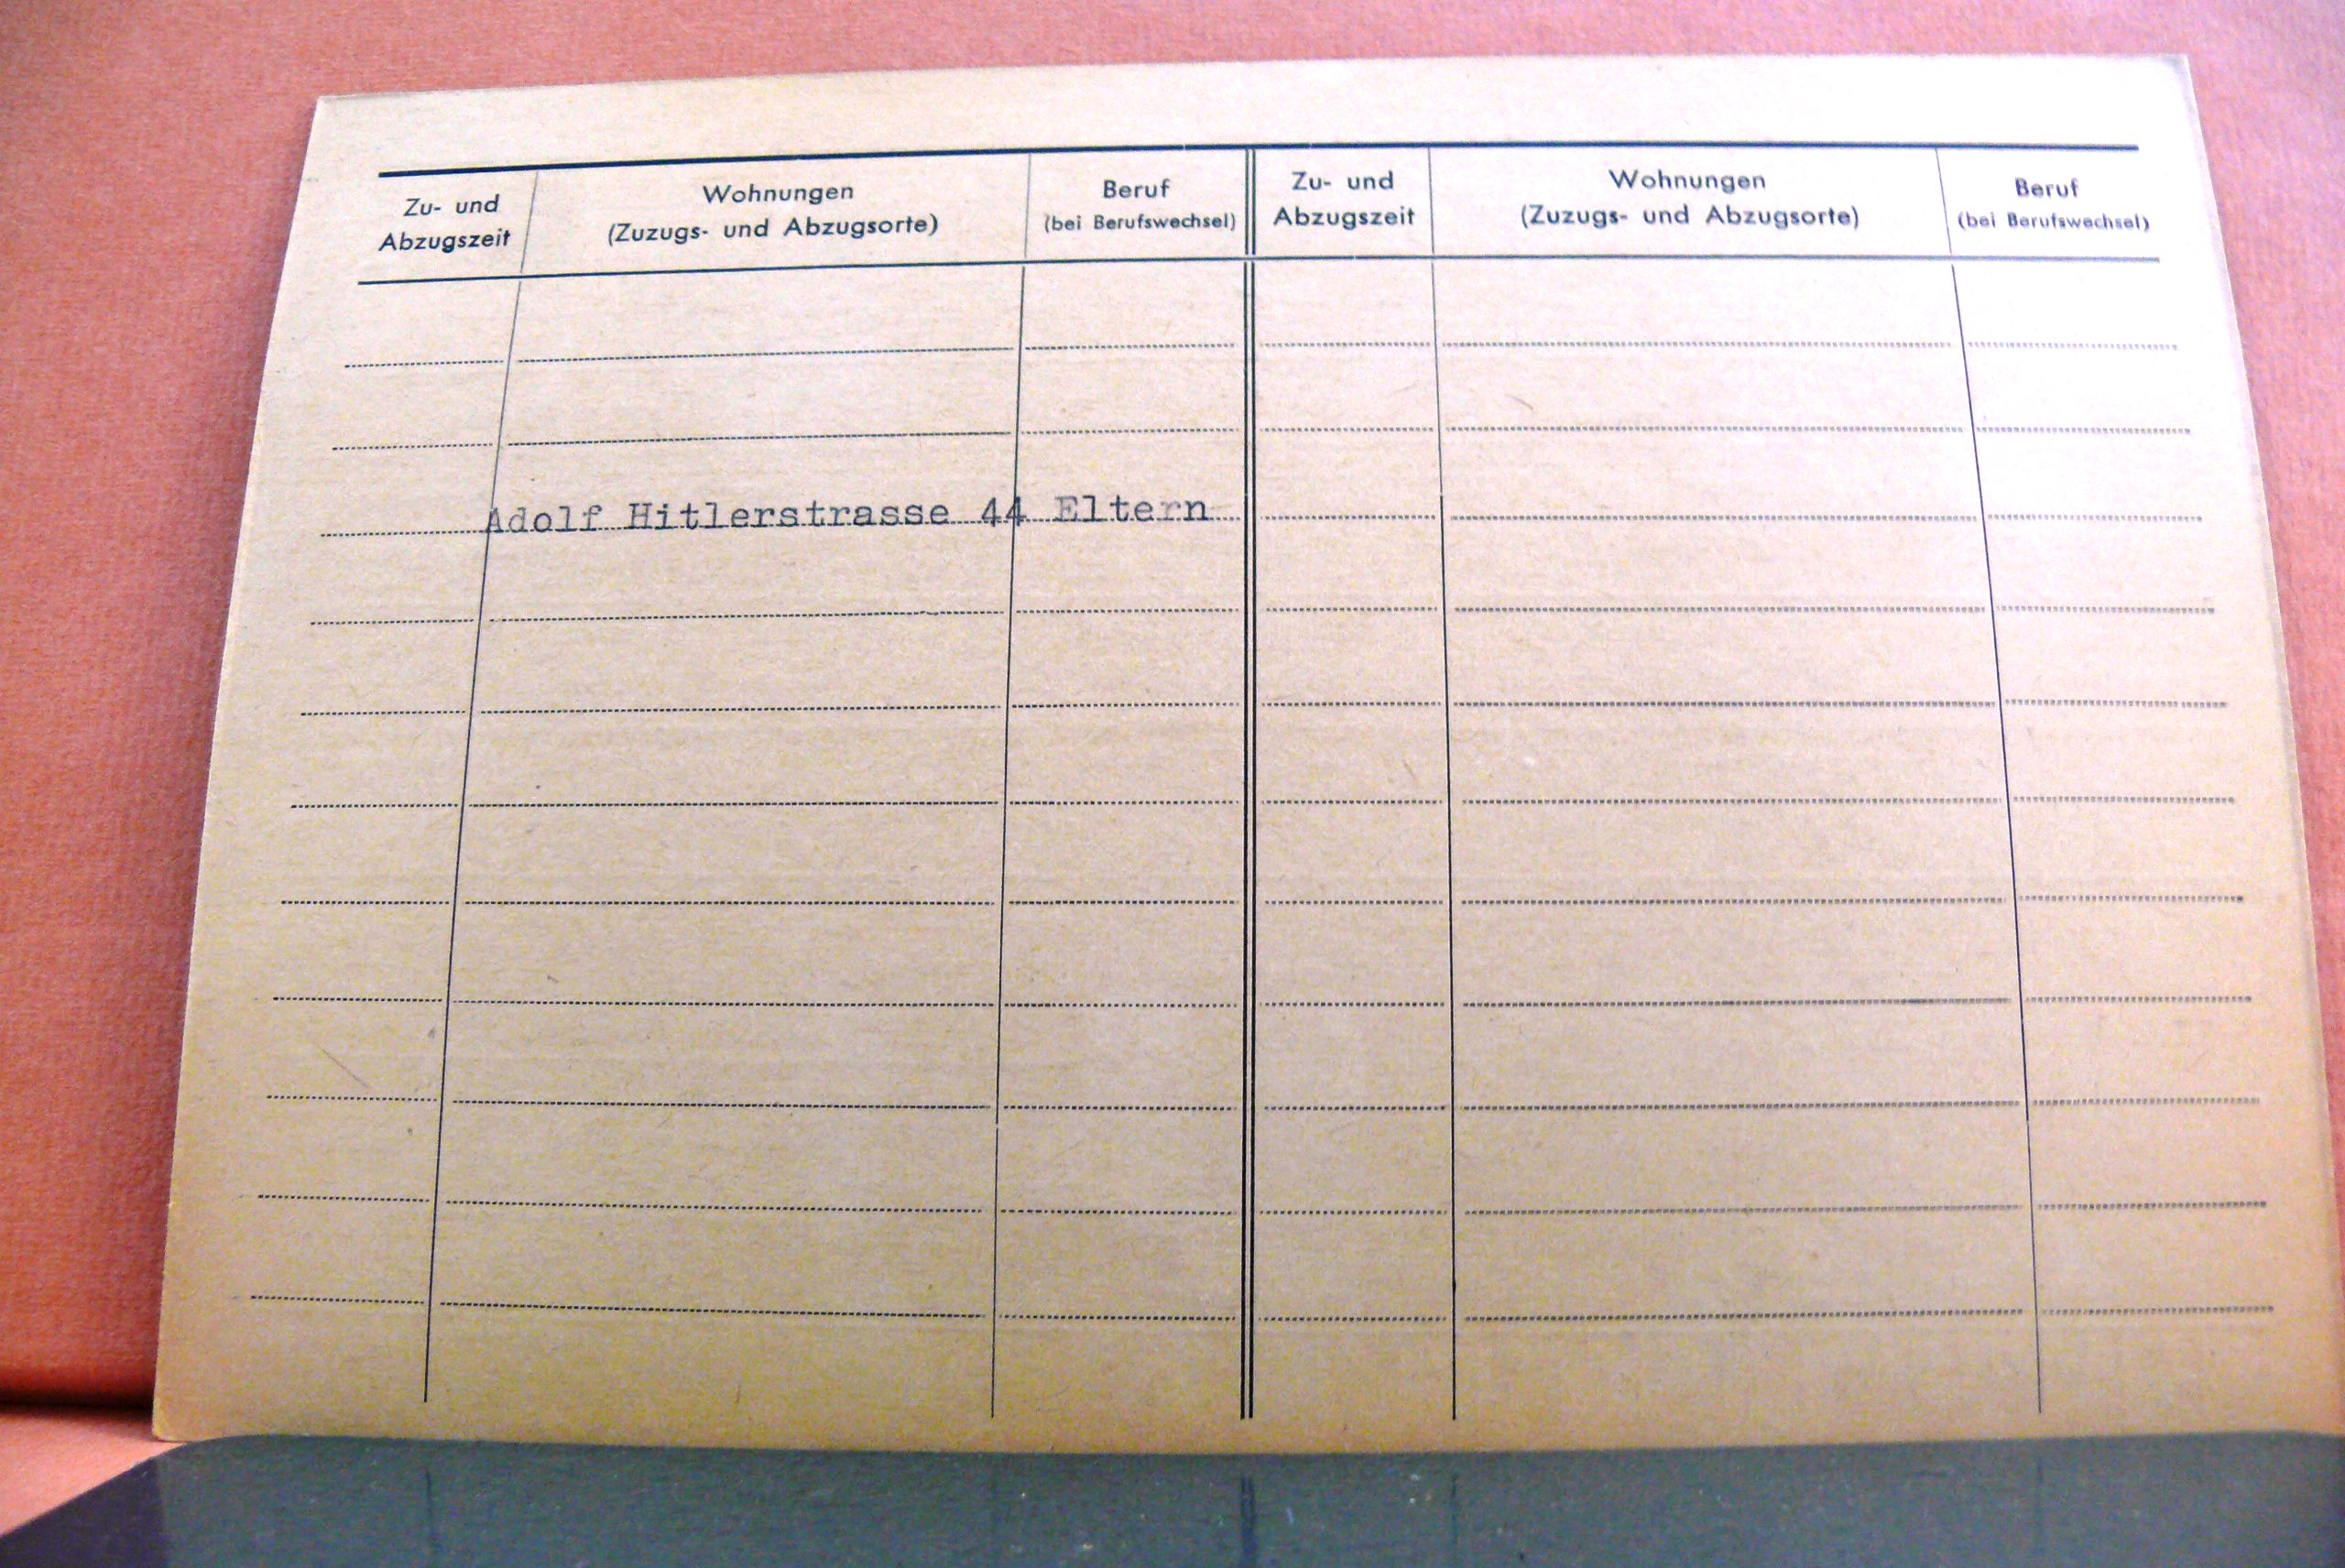 Zu- und
Abzugszeit
Wohnungen
(Zuzugs- und Abzugsorte)
Beruf
(bei Berufswechsel)
Zu- und
Abzugszeit
Wohnungen
(Zuzugs- und Abzugsorte)
Beruf
(bei Berufswechsel)
Adolf Hitlerstrasse 44 Eltern